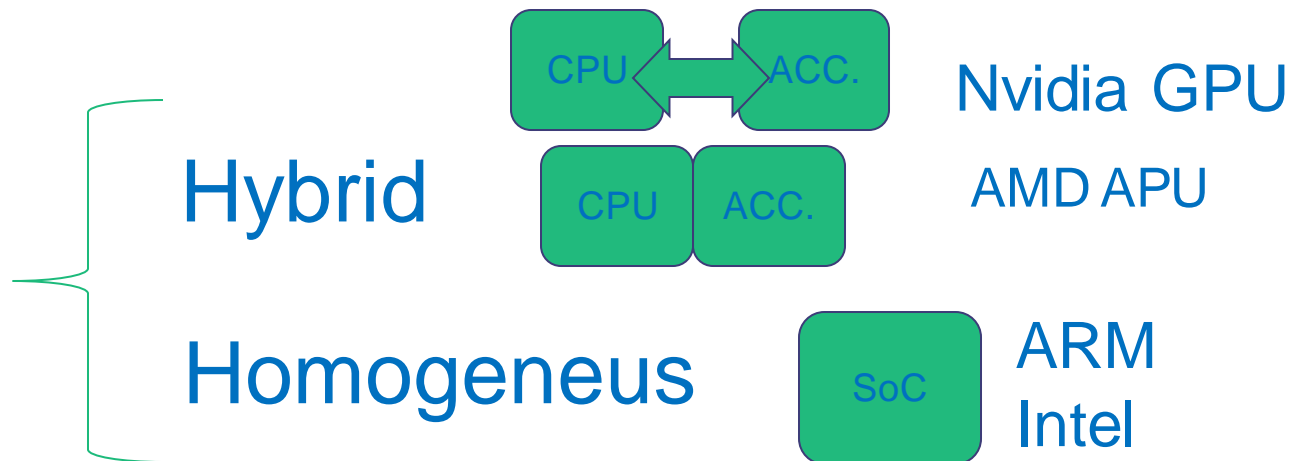 CPU ACC. Nvidia GPU
Hybrid CPU ACC. AMD APU
Homogeneus SoC ARM
Intel